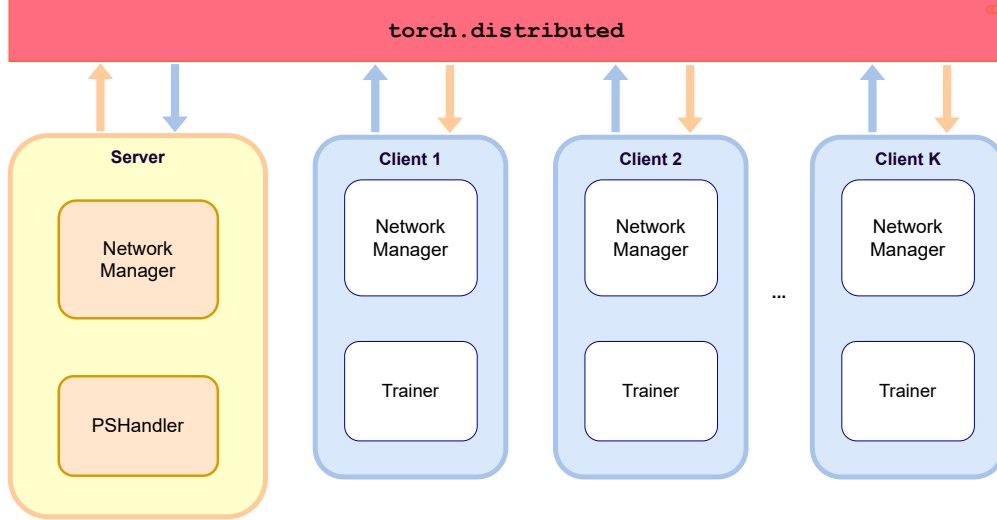 torch.distributed
Server
Network
Manager
PSHandler
Client 1
Network
Manager
Trainer
Client 2
Network
Manager
Trainer
...
Client K
Network
Manager
Trainer